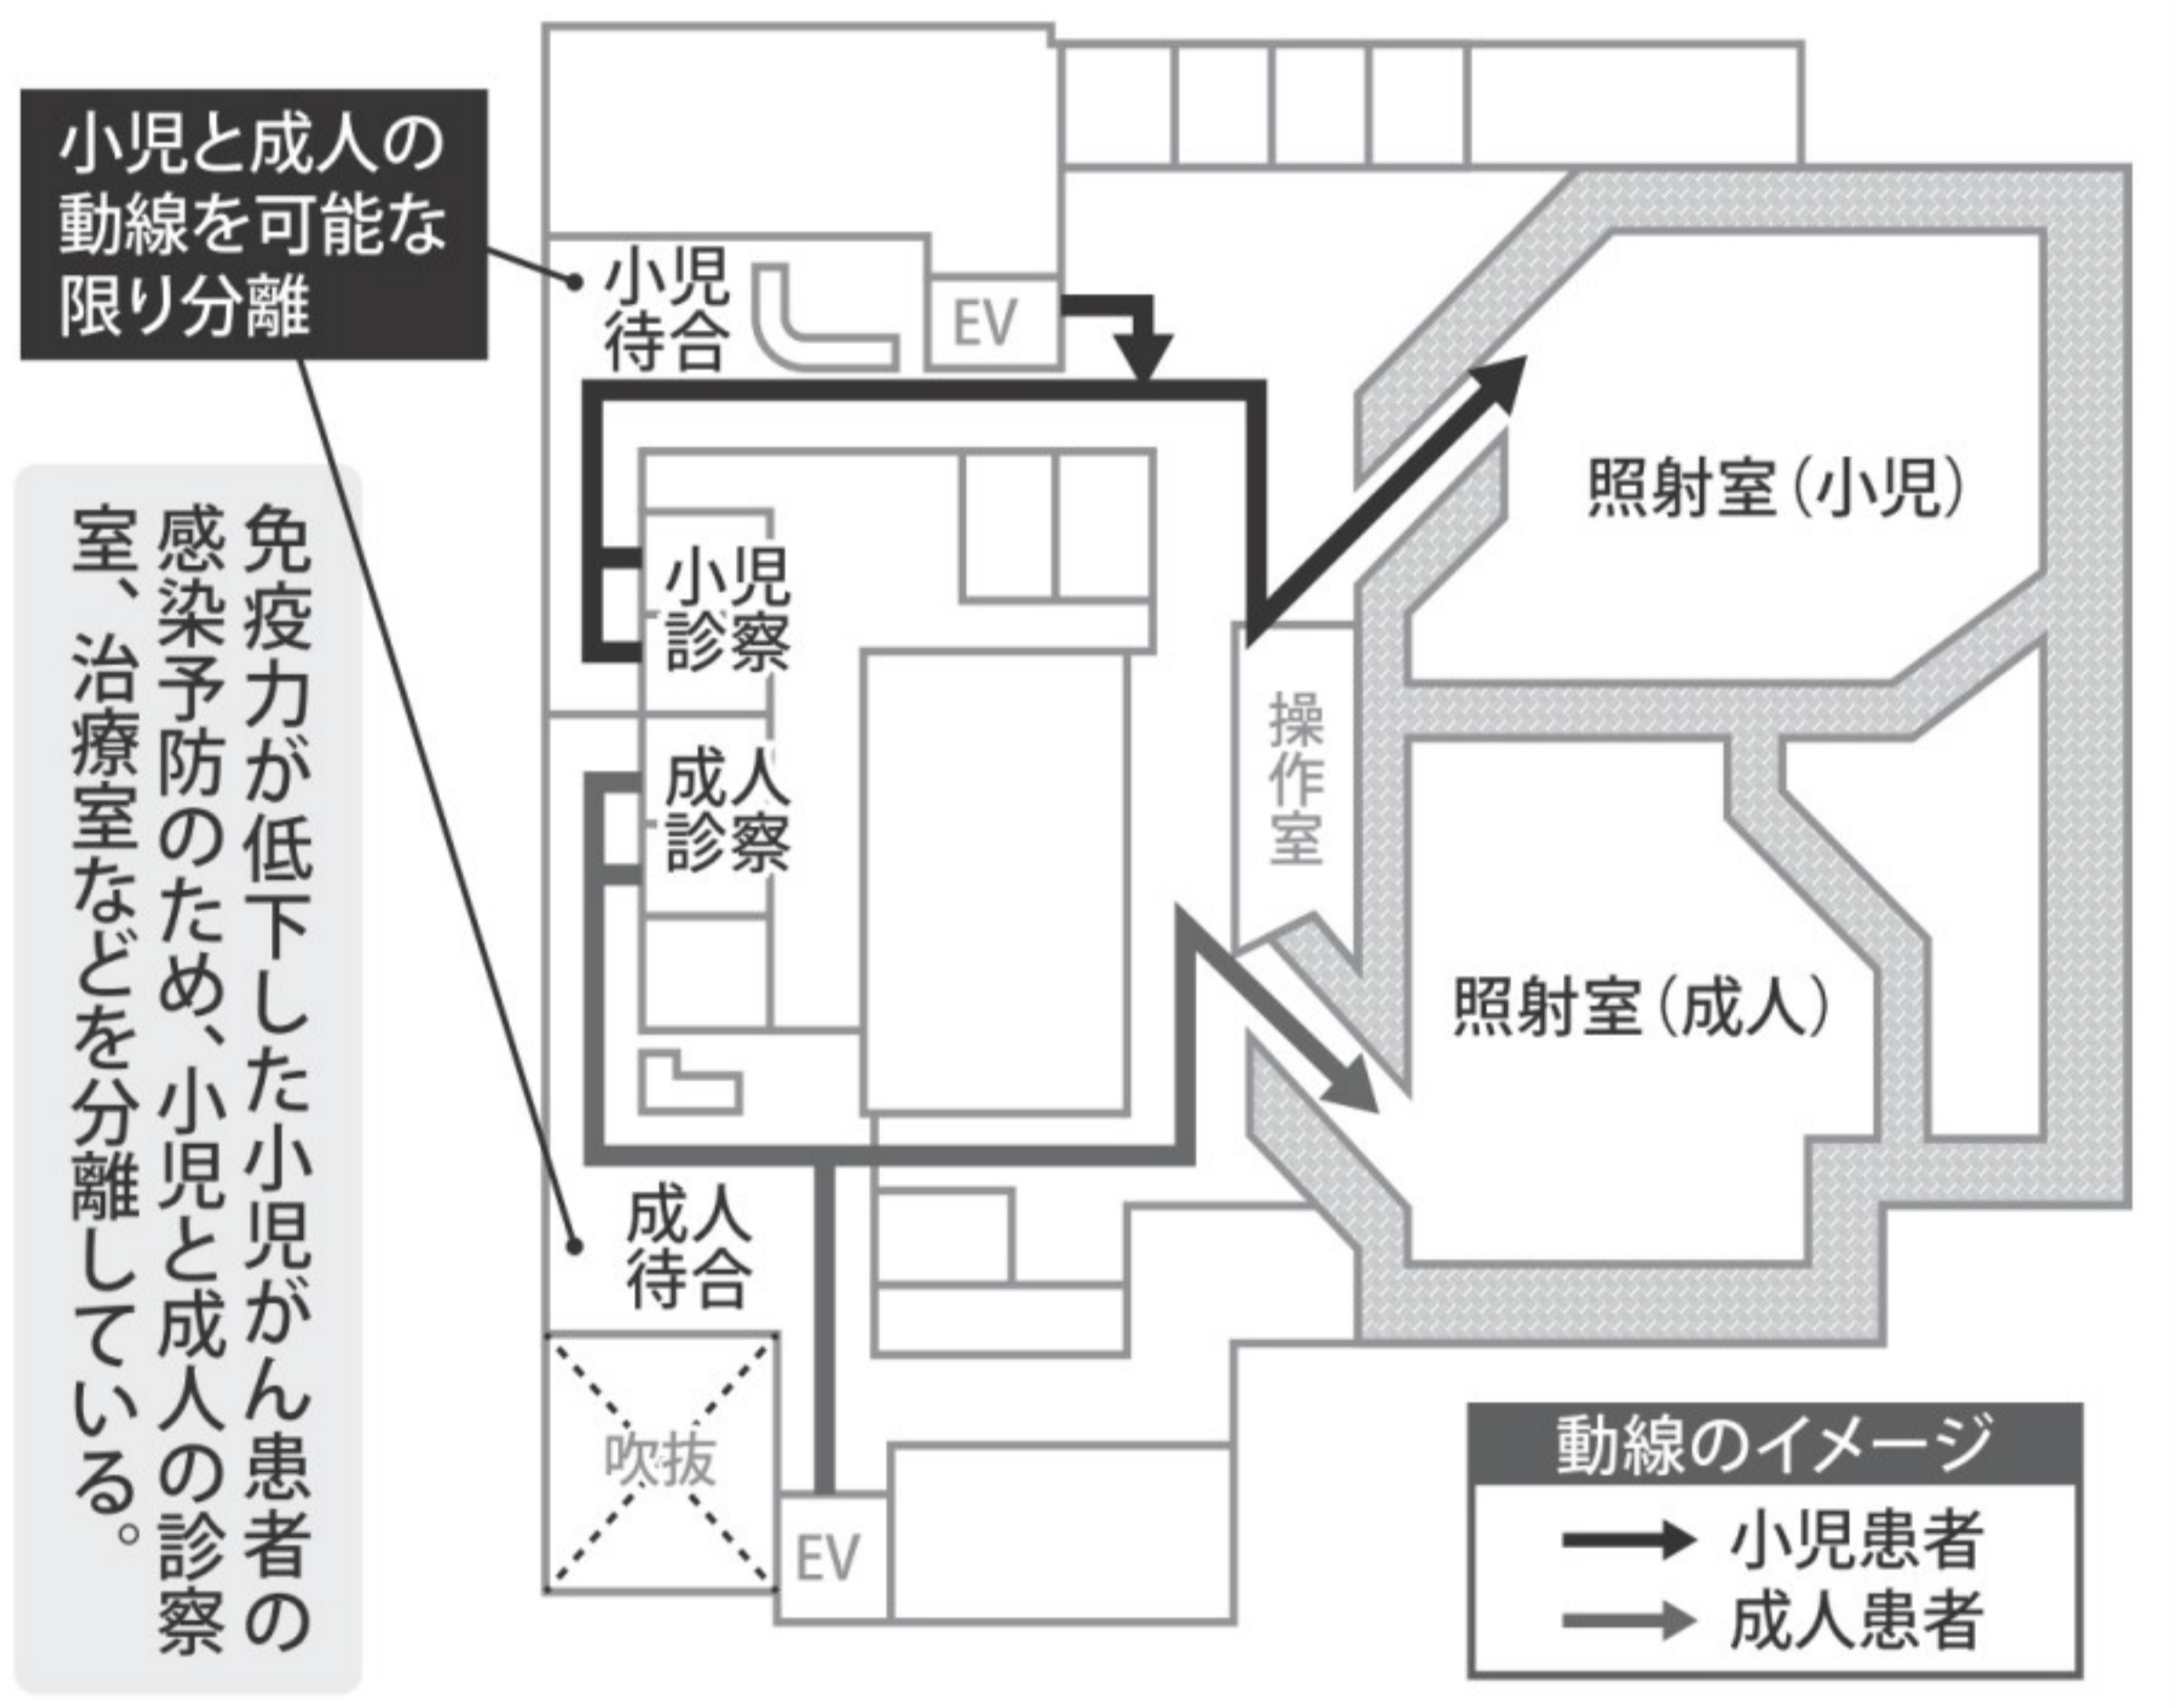 小児と成人の
動線を可能な
限り分離
免疫力が低下した小児がん患者の
感染予防のため、小児と成人の診察
室、治療室などを分離している。
小児
待合
EV
小児
診察
成人
診察
操作室
照射室（小児）
照射室（成人）
成人
待合
吹抜
EV
動線のイメージ
小児患者
成人患者